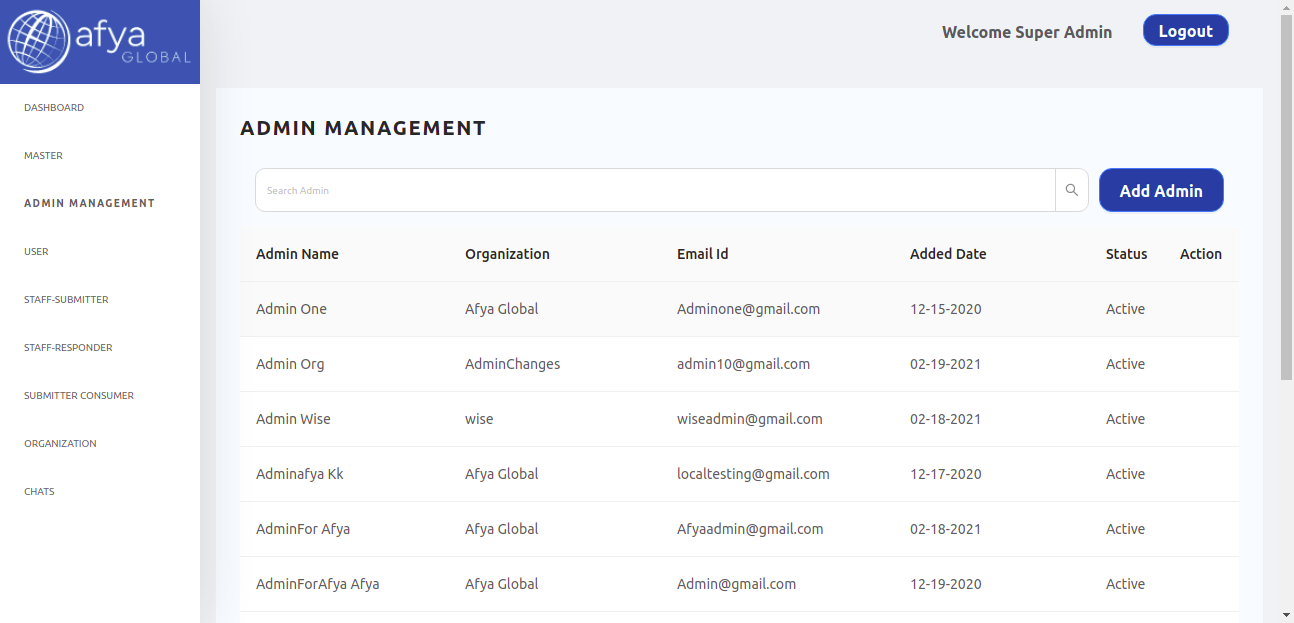 afya
GLOBAL
Welcome Super Admin
Logout
DASHBOARD
MASTER
ADMIN MANAGEMENT
USER
STAFF-SUBMITTER
STAFF-RESPONDER
SUBMITTER CONSUMER
ORGANIZATION
CHATS
ADMIN MANAGEMENT
Search Admin
Add Admin
Admin Name Organization Email Id Added Date Status Action
Admin One Afya Global Adminone@gmail.com 12-15-2020 Active
Admin Org AdminChanges admin10@gmail.com 02-19-2021 Active
Admin Wise wise wiseadmin@gmail.com 02-18-2021 Active
Adminafya Kk Afya Global localtesting@gmail.com 12-17-2020 Active
AdminFor Afya Afya Global Afyaadmin@gmail.com 02-18-2021 Active
AdminForAfya Afya Afya Global Admin@gmail.com 12-19-2020 Active